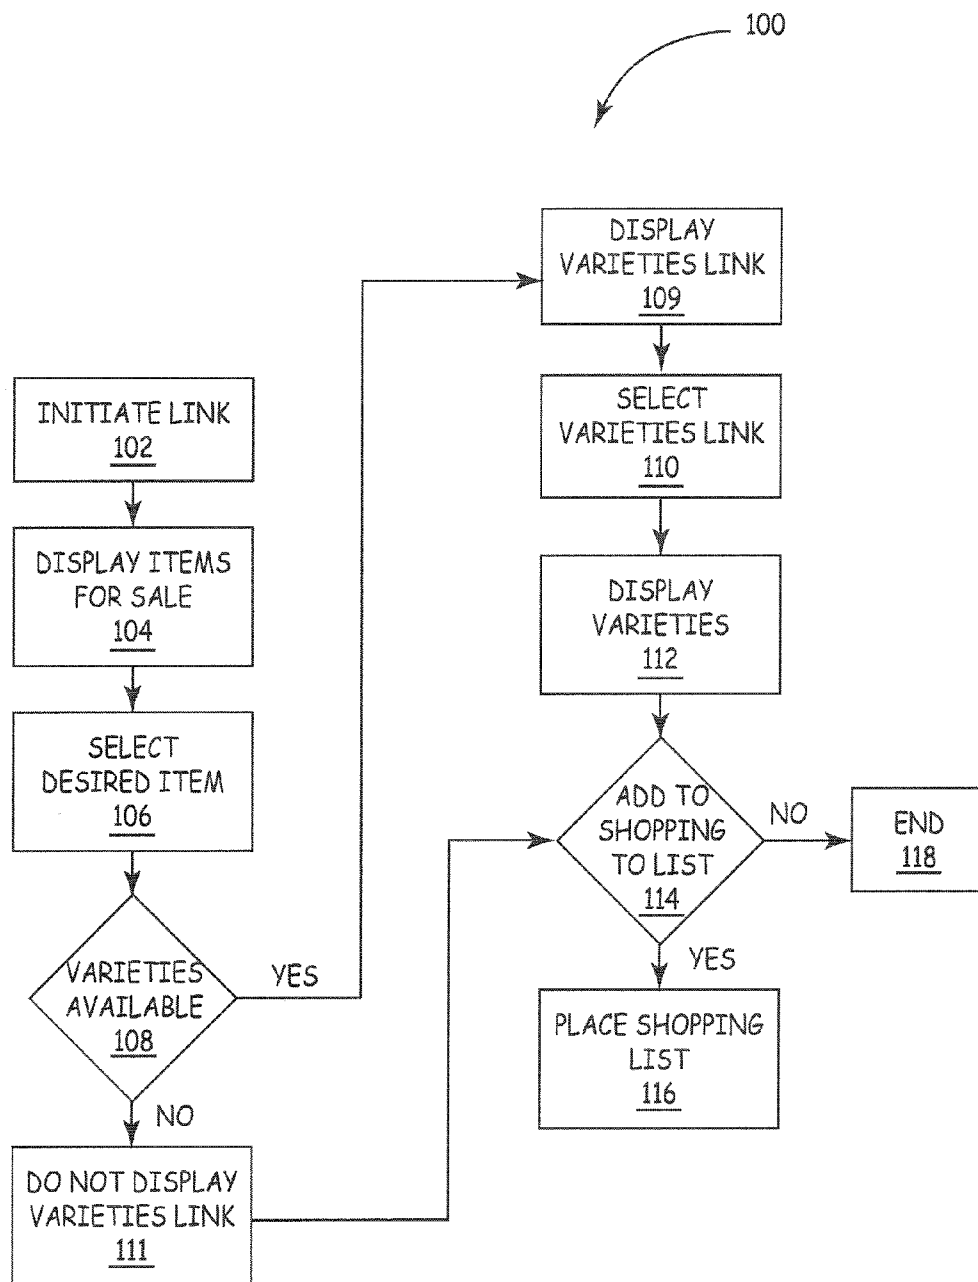 100
INITIATE LINK
102
DISPLAY ITEMS
FOR SALE
104
SELECT
DESIRED ITEM
106
VARIETIES
AVAILABLE
108
YES
NO
DO NOT DISPLAY
VARIETIES LINK
111
DISPLAY
VARIETIES LINK
109
SELECT
VARIETIES LINK
110
DISPLAY
VARIETIES
112
ADD TO
SHOPPING
TO LIST
114
NO
END
118
YES
PLACE SHOPPING
LIST
116